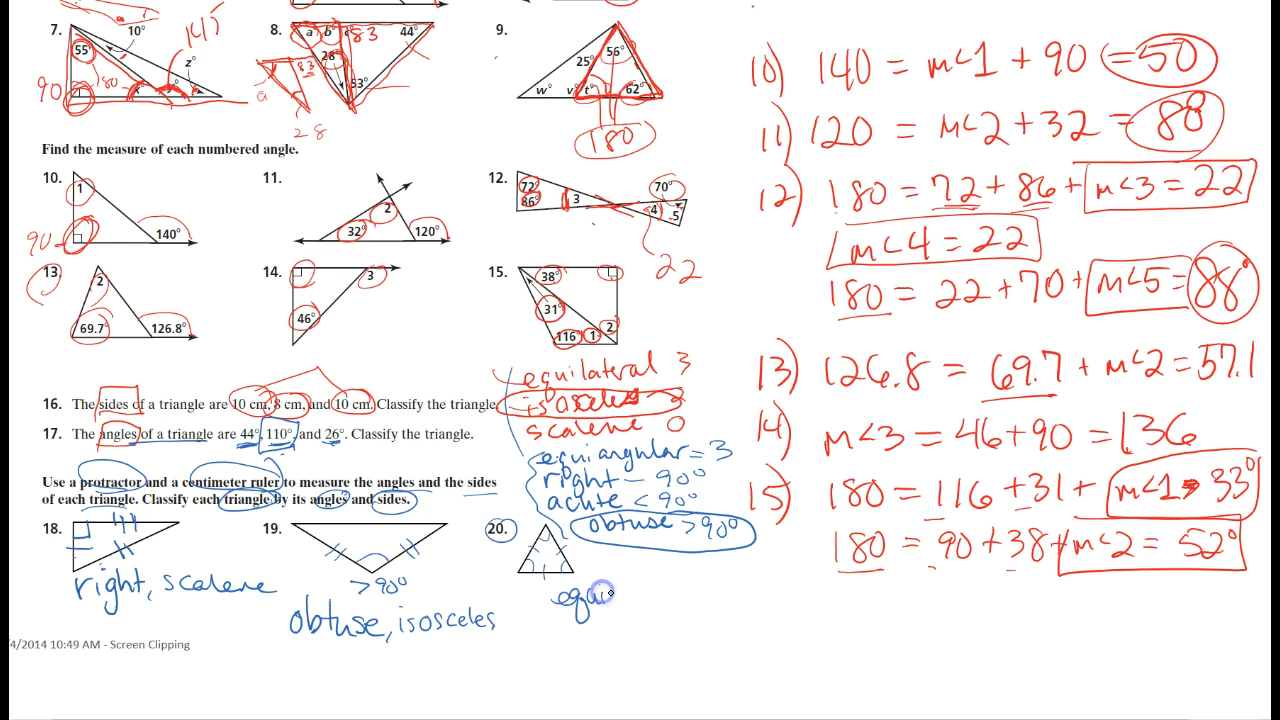 7.
10°
147
55°
z°
90
180
x°
8.
a°
b°
c°
83
44°
28°
53°
83
a
28
9.
56°
25°
w°
v°
t°
62°
180
Find the measure of each numbered angle.
10.
1
90
140°
11.
2
32°
120°
12.
72°
86°
3
70°
4
5
22
13.
2
69.7°
126.8°
14.
3
46°
15.
38°
31°
116°
1
2
16. The sides of a triangle are 10 cm, 8 cm, and 10 cm. Classify the triangle.
17. The angles of a triangle are 44°, 110°, and 26°. Classify the triangle.
equilateral 3
isosceles 2
scalene 0
equiangular = 3
right - 90°
acute < 90°
obtuse > 90°
Use a protractor and a centimeter ruler to measure the angles and the sides
of each triangle. Classify each triangle by its angles and sides.
18.
right, scalene
19.
> 90°
obtuse, isosceles
20.
equi
/4/2014 10:49 AM - Screen Clipping
10) 140 = m<1 + 90 = 50
11) 120 = m<2 + 32 = 88
12) 180 = 72 + 86 + m<3 = 22
m<4 = 22
180 = 22 + 70 + m<5 = 88°
13) 126.8 = 69.7 + m<2 = 57.1
14) m<3 = 46 + 90 = 136
15) 180 = 116 + 31 + m<1 = 33°
180 = 90 + 38 + m<2 = 52°